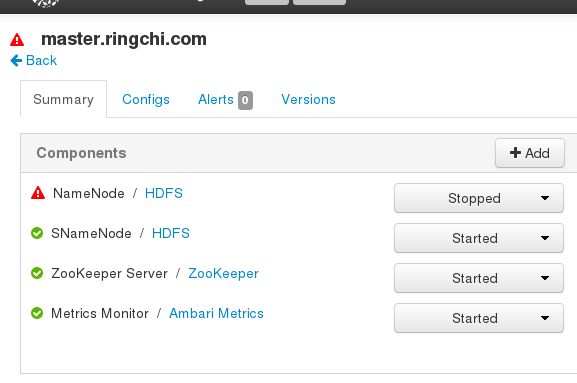 master.ringchi.com
Back
Summary Configs Alerts 0 Versions
Components Add
NameNode / HDFS Stopped
SNameNode / HDFS Started
ZooKeeper Server / ZooKeeper Started
Metrics Monitor / Ambari Metrics Started